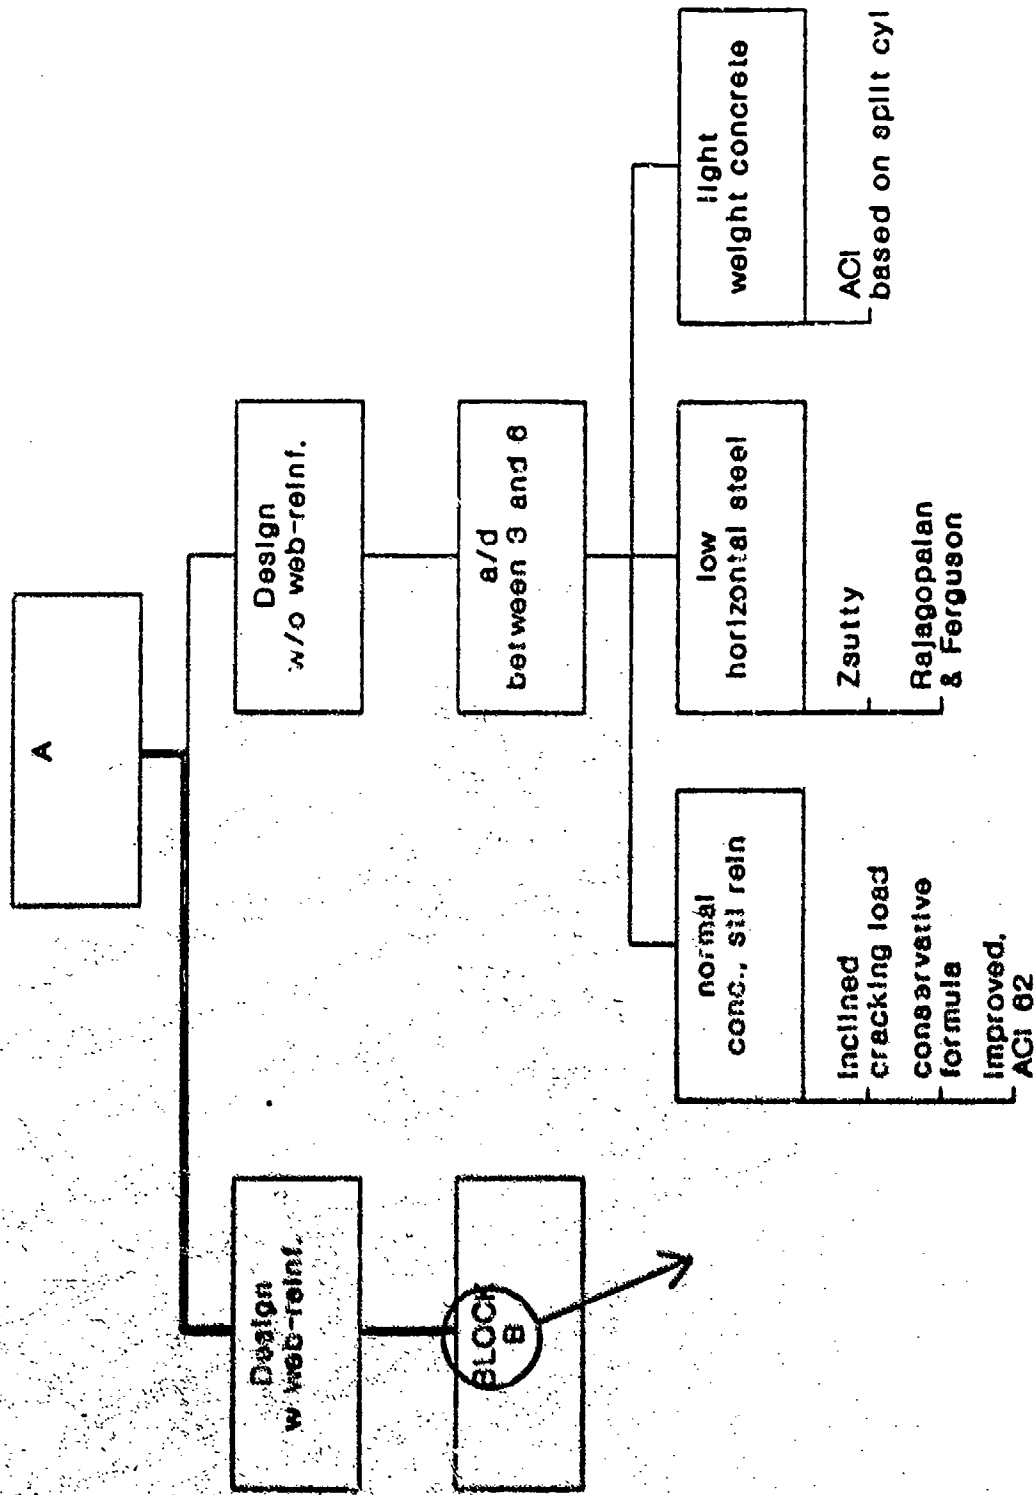 A
Design
w web-reinf.
Design
w/o web-reinf.
BLOCK
B
a/d
between 3 and 6
normal
conc., stl rein
low
horizontal steel
light
weight concrete
Inclined
cracking load
conservative
formula
Improved,
ACI 62
Zsutty
Rajagopalan
& Ferguson
ACI
based on split cyl